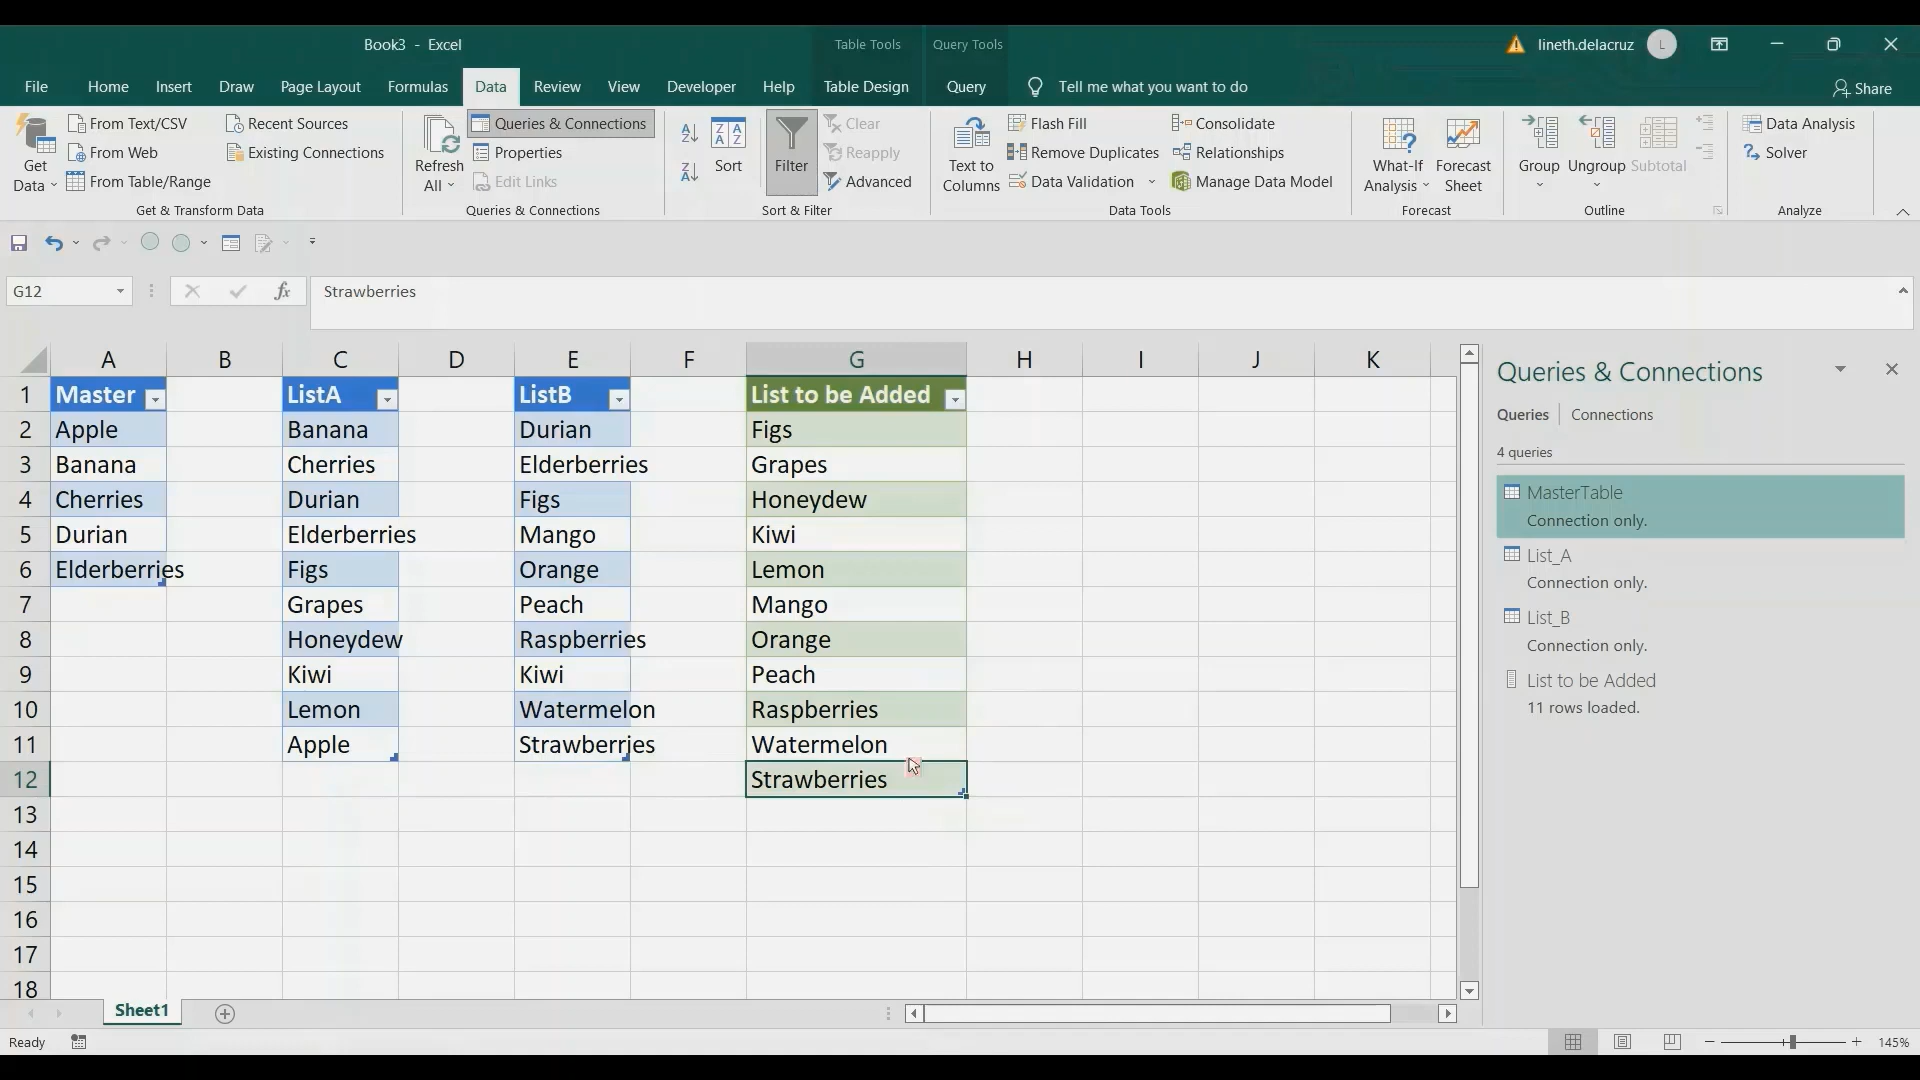 Book3 - Excel
Table Tools
Query Tools
lineth.delacruz
L
File
Home
Insert
Draw
Page Layout
Formulas
Data
Review
View
Developer
Help
Table Design
Query
Tell me what you want to do
Share
Get Data
From Text/CSV
From Web
From Table/Range
Recent Sources
Existing Connections
Get & Transform Data
Refresh All
Queries & Connections
Properties
Edit Links
Queries & Connections
Sort
Filter
Clear
Reapply
Advanced
Sort & Filter
Text to Columns
Flash Fill
Remove Duplicates
Data Validation
Consolidate
Relationships
Manage Data Model
Data Tools
What-If Analysis
Forecast Sheet
Forecast
Group
Ungroup
Subtotal
Outline
Data Analysis
Solver
Analyze
G12
fx
Strawberries
A B C D E F G H I J K
1 Master ListA ListB List to be Added
2 Apple Banana Durian Figs
3 Banana Cherries Elderberries Grapes
4 Cherries Durian Figs Honeydew
5 Durian Elderberries Mango Kiwi
6 Elderberries Figs Orange Lemon
7 Grapes Peach Mango
8 Honeydew Raspberries Orange
9 Kiwi Kiwi Peach
10 Lemon Watermelon Raspberries
11 Apple Strawberries Watermelon
12 Strawberries
13
14
15
16
17
18
Queries & Connections
Queries | Connections
4 queries
MasterTable
Connection only.
List_A
Connection only.
List_B
Connection only.
List to be Added
11 rows loaded.
Sheet1
Ready
145%